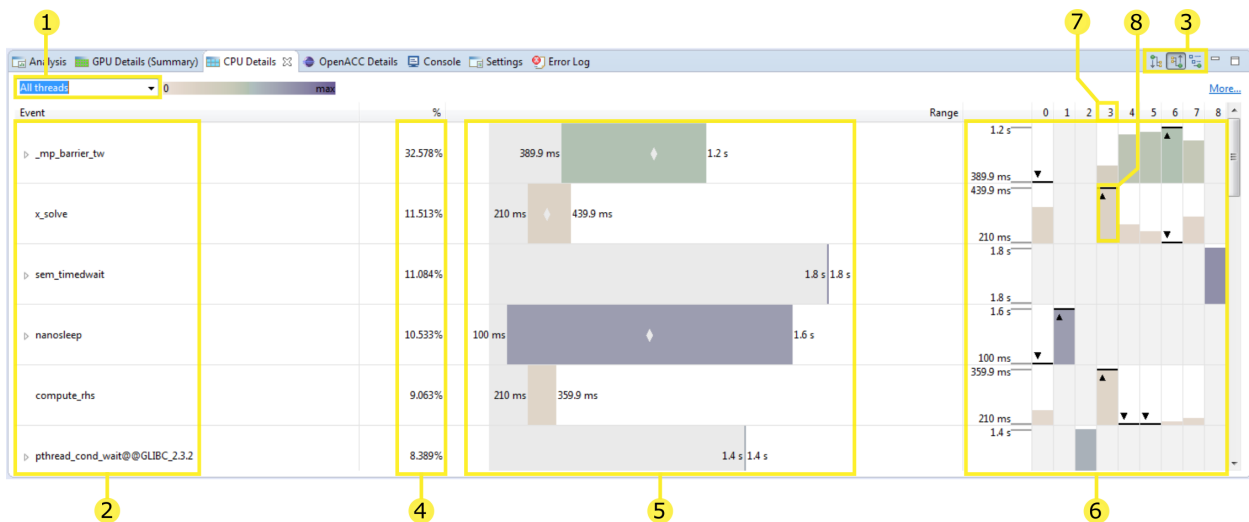 1
7
8
3
Analysis GPU Details (Summary) CPU Details OpenACC Details Console Settings Error Log
All threads 0 max More...
Event % Range 0 1 2 3 4 5 6 7 8
_mp_barrier_tw 32.578% 389.9 ms 1.2 s 1.2 s 389.9 ms
x_solve 11.513% 210 ms 439.9 ms 439.9 ms 210 ms
sem_timedwait 11.084% 1.8 s 1.8 s 1.8 s 1.8 s
nanosleep 10.533% 100 ms 1.6 s 1.6 s 100 ms
compute_rhs 9.063% 210 ms 359.9 ms 359.9 ms 210 ms
pthread_cond_wait@@GLIBC_2.3.2 8.389% 1.4 s 1.4 s 1.4 s
2
4
5
6